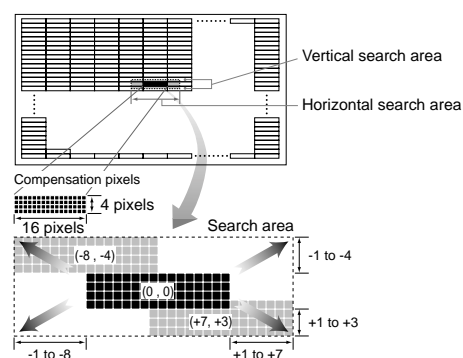 Vertical search area
Horizontal search area
Compensation pixels
4 pixels
16 pixels
Search area
(-8 , -4)
-1 to -4
(0 , 0)
(+7, +3)
+1 to +3
-1 to -8
+1 to +7